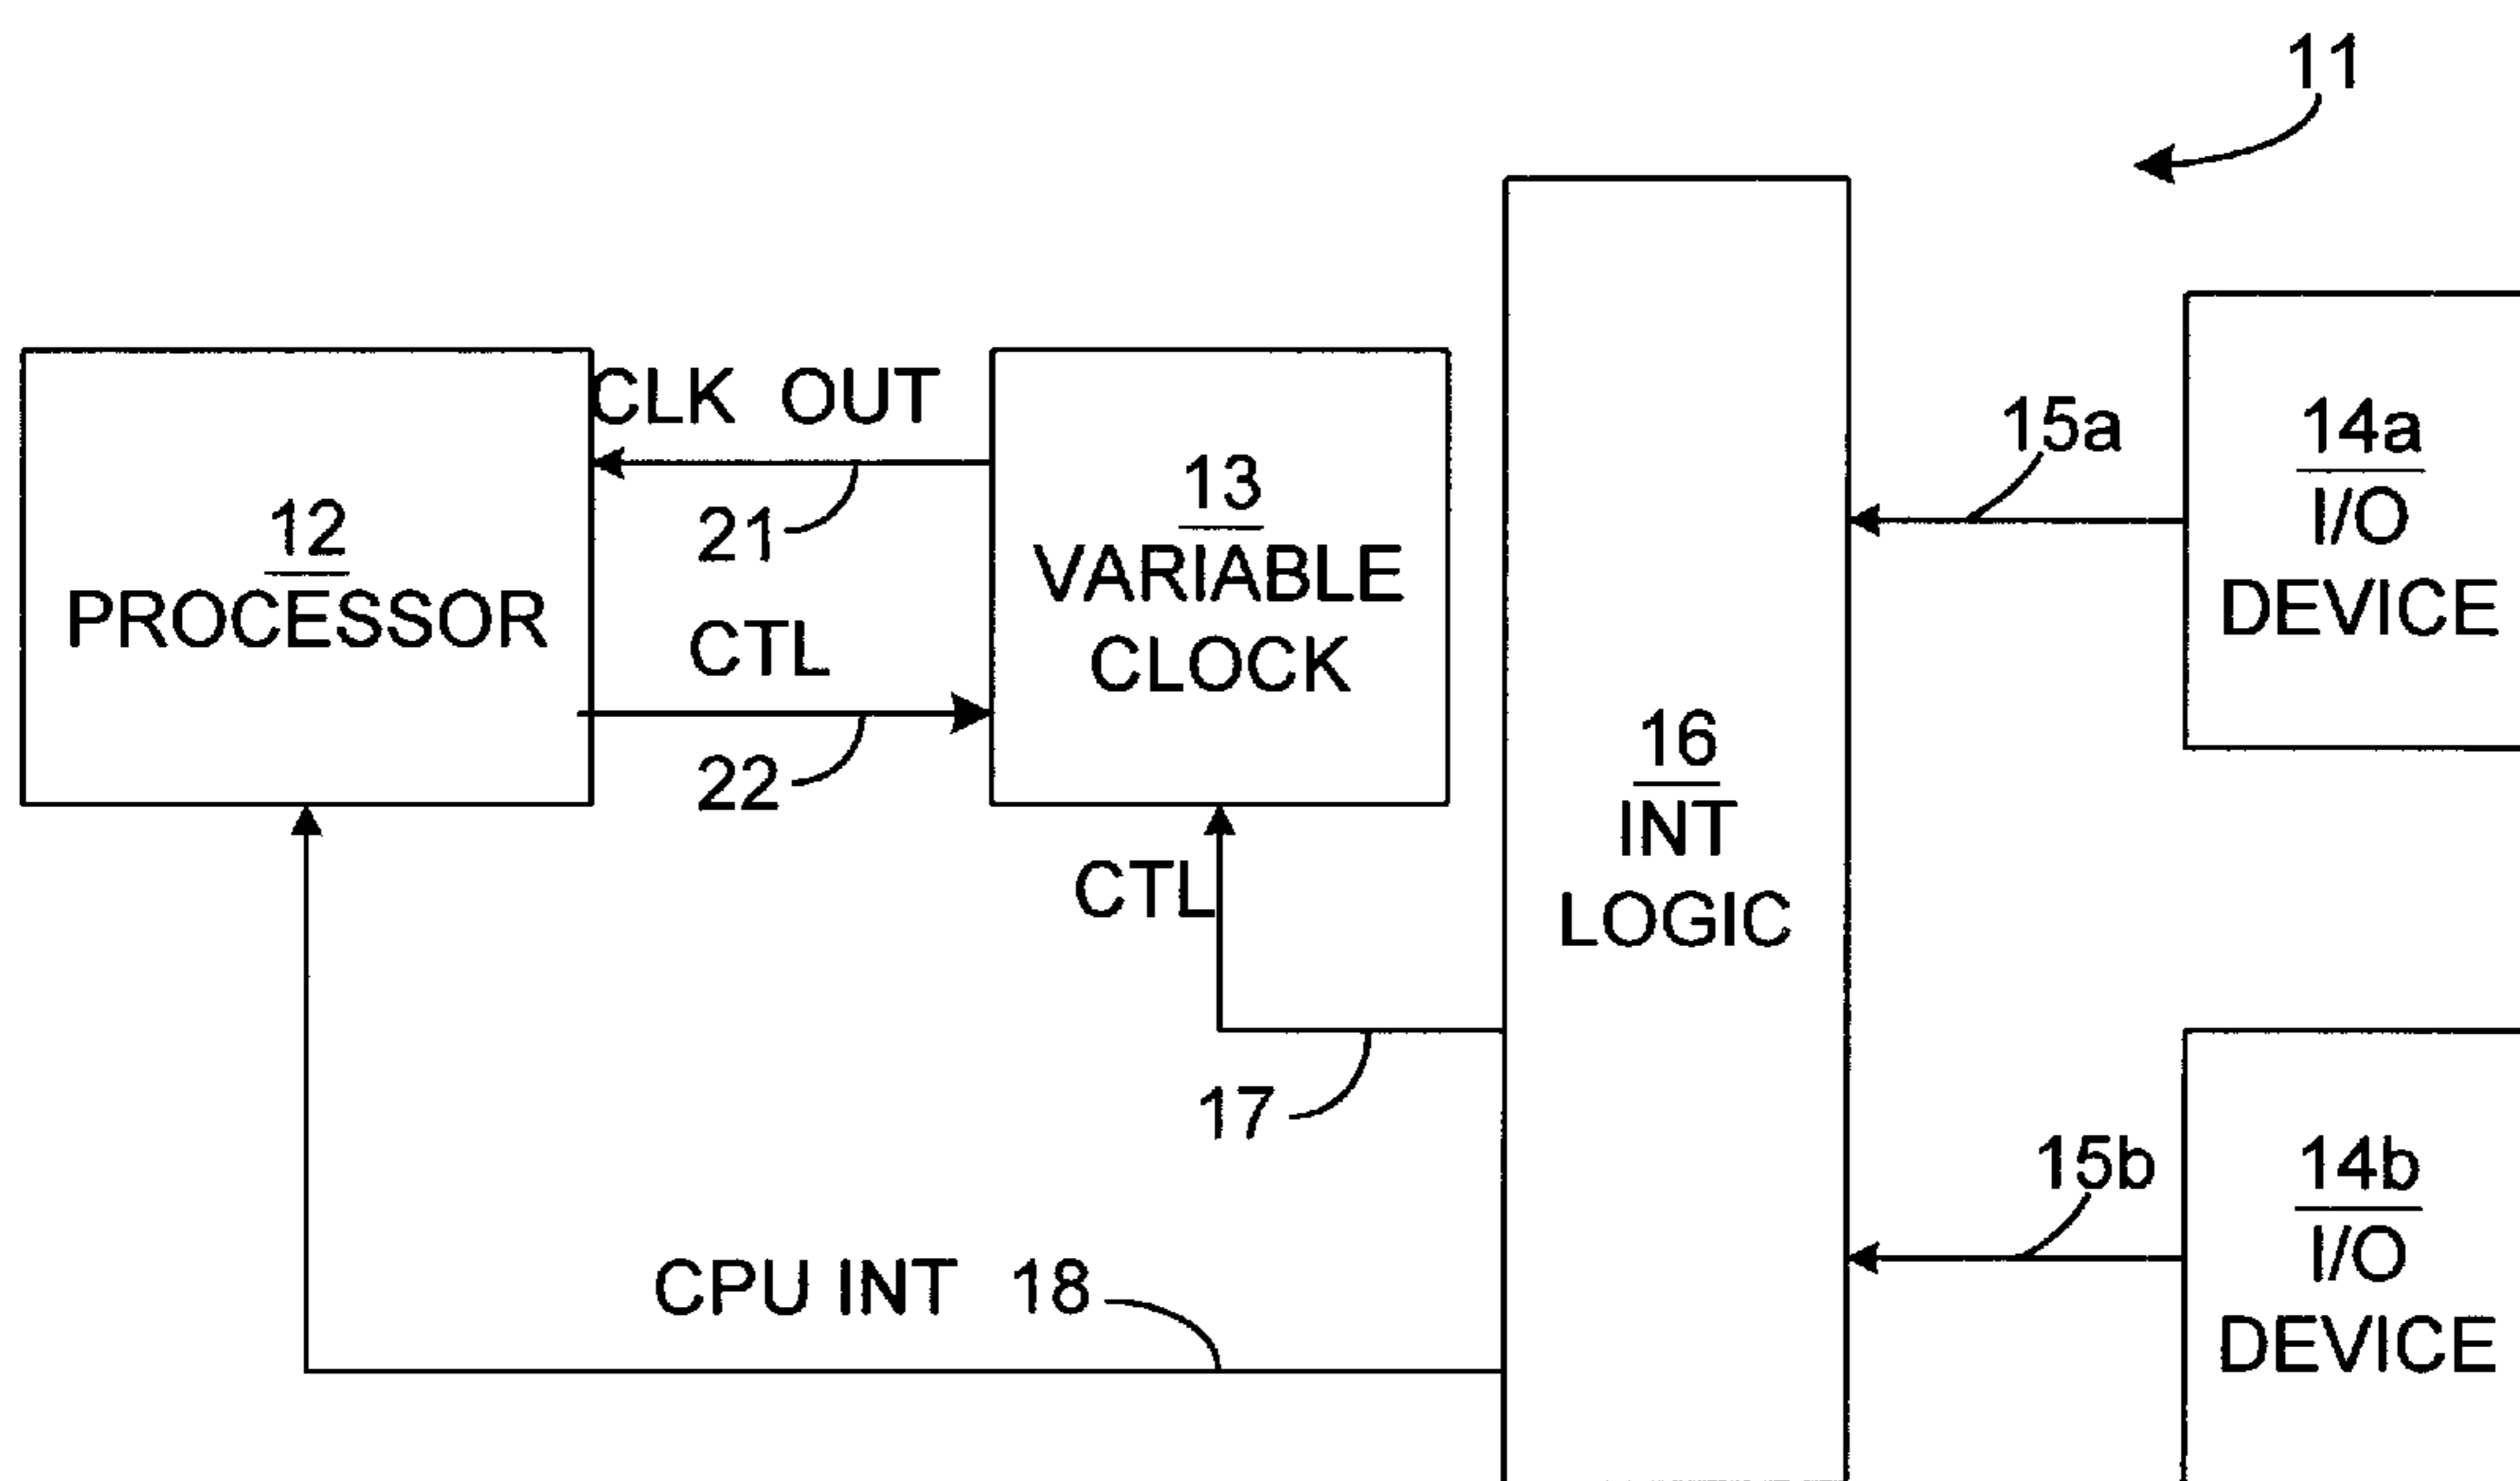 11
CLK OUT
21
12
PROCESSOR
CTL
22
13
VARIABLE
CLOCK
CTL
17
CPU INT 18
16
INT
LOGIC
15a
14a
I/O
DEVICE
15b
14b
I/O
DEVICE